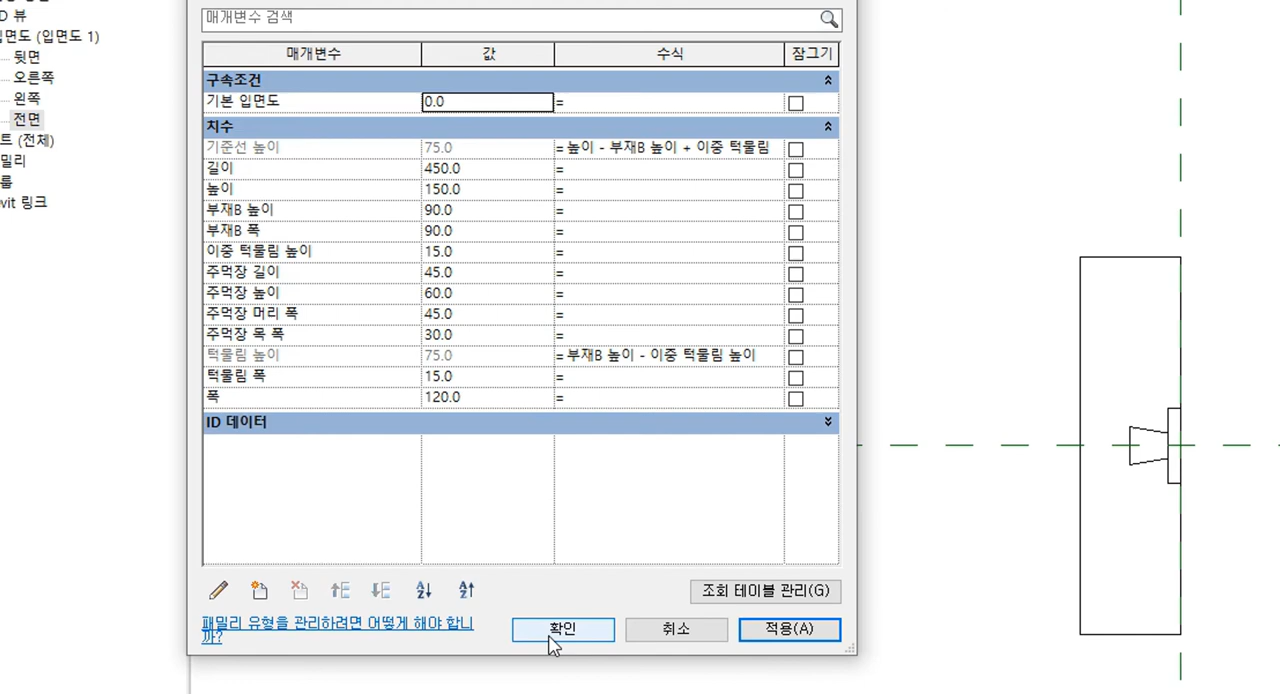 D 뷰
입면도 (입면도 1)
뒷면
오른쪽
왼쪽
전면
트 (전체)
밀리
룹
vit 링크
매개변수 검색
매개변수 값 수식 잠그기
구속조건
기본 입면도 0.0 =
치수
기준선 높이 75.0 = 높이 - 부재B 높이 + 이중 턱물림
길이 450.0 =
높이 150.0 =
부재B 높이 90.0 =
부재B 폭 90.0 =
이중 턱물림 높이 15.0 =
주먹장 길이 45.0 =
주먹장 높이 60.0 =
주먹장 머리 폭 45.0 =
주먹장 목 폭 30.0 =
턱물림 높이 75.0 = 부재B 높이 - 이중 턱물림 높이
턱물림 폭 15.0 =
폭 120.0 =
ID 데이터
조회 테이블 관리(G)
패밀리 유형을 관리하려면 어떻게 해야 합니
까?
확인 취소 적용(A)